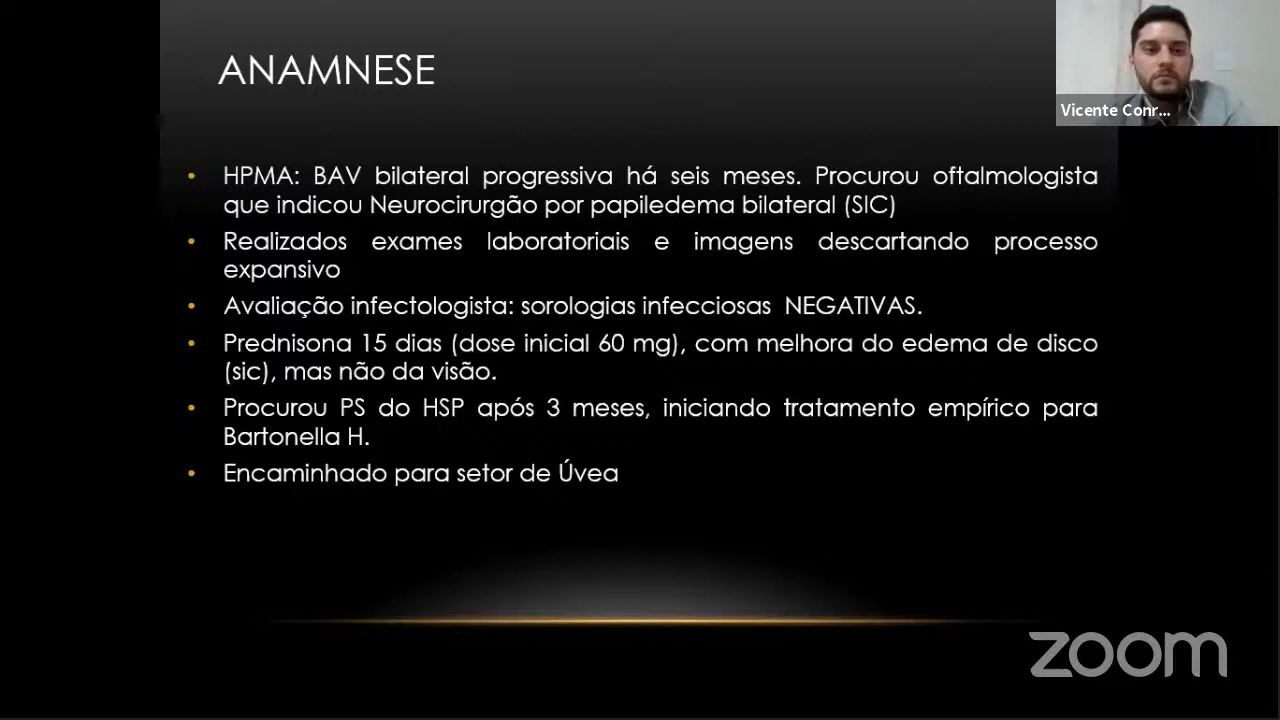 ANAMNESE
Vicente Conr...
HPMA: BAV bilateral progressiva há seis meses. Procurou oftalmologista
que indicou Neurocirurgão por papiledema bilateral (SIC)
Realizados exames laboratoriais e imagens descartando processo
expansivo
Avaliação infectologista: sorologias infecciosas NEGATIVAS.
Prednisona 15 dias (dose inicial 60 mg), com melhora do edema de disco
(sic), mas não da visão.
Procurou PS do HSP após 3 meses, iniciando tratamento empírico para
Bartonella H.
Encaminhado para setor de Úvea
zoom